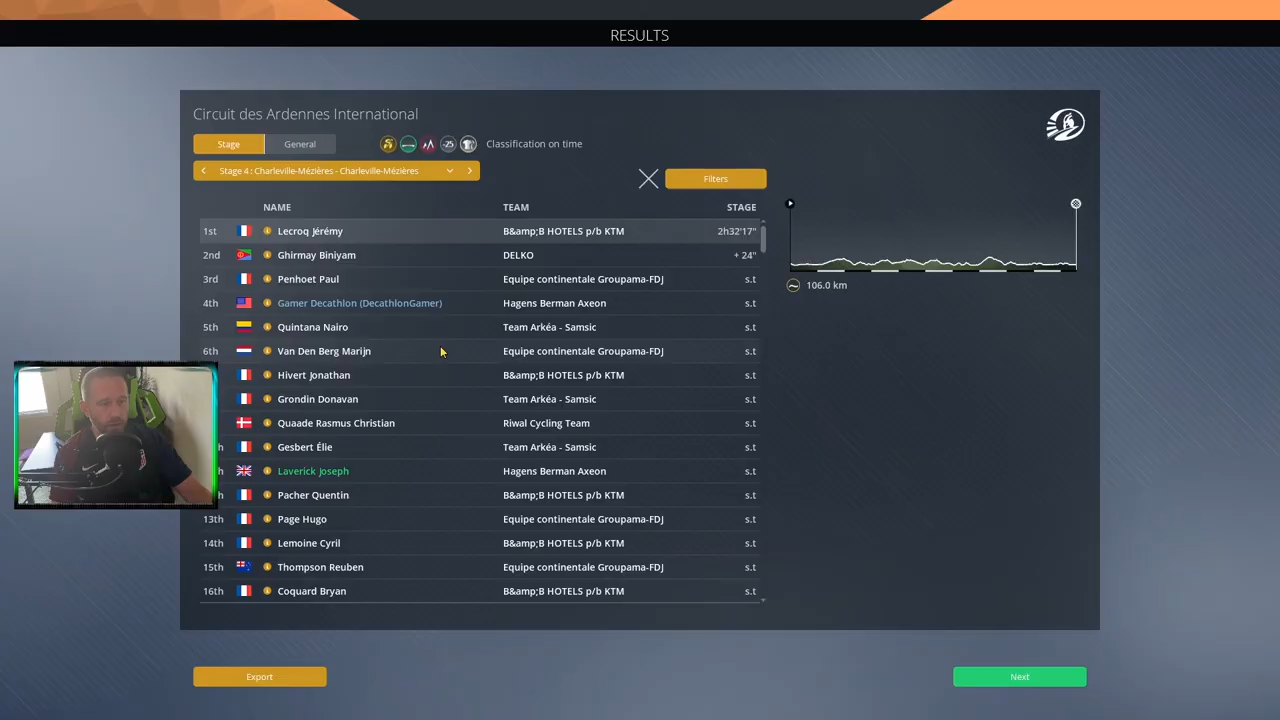 RESULTS
Circuit des Ardennes International
Stage General -25 Classification on time
Stage 4 : Charleville-Mézières - Charleville-Mézières
Filters
NAME TEAM STAGE
1st Lecroq Jérémy B&amp;B HOTELS p/b KTM 2h32'17"
2nd Ghirmay Biniyam DELKO + 24"
3rd Penhoet Paul Equipe continentale Groupama-FDJ s.t
4th Gamer Decathlon (DecathlonGamer) Hagens Berman Axeon s.t
5th Quintana Nairo Team Arkéa - Samsic s.t
6th Van Den Berg Marijn Equipe continentale Groupama-FDJ s.t
Hivert Jonathan B&amp;B HOTELS p/b KTM s.t
Grondin Donavan Team Arkéa - Samsic s.t
Quaade Rasmus Christian Riwal Cycling Team s.t
Gesbert Élie Team Arkéa - Samsic s.t
Laverick Joseph Hagens Berman Axeon s.t
Pacher Quentin B&amp;B HOTELS p/b KTM s.t
13th Page Hugo Equipe continentale Groupama-FDJ s.t
14th Lemoine Cyril B&amp;B HOTELS p/b KTM s.t
15th Thompson Reuben Equipe continentale Groupama-FDJ s.t
16th Coquard Bryan B&amp;B HOTELS p/b KTM s.t
106.0 km
Export
Next